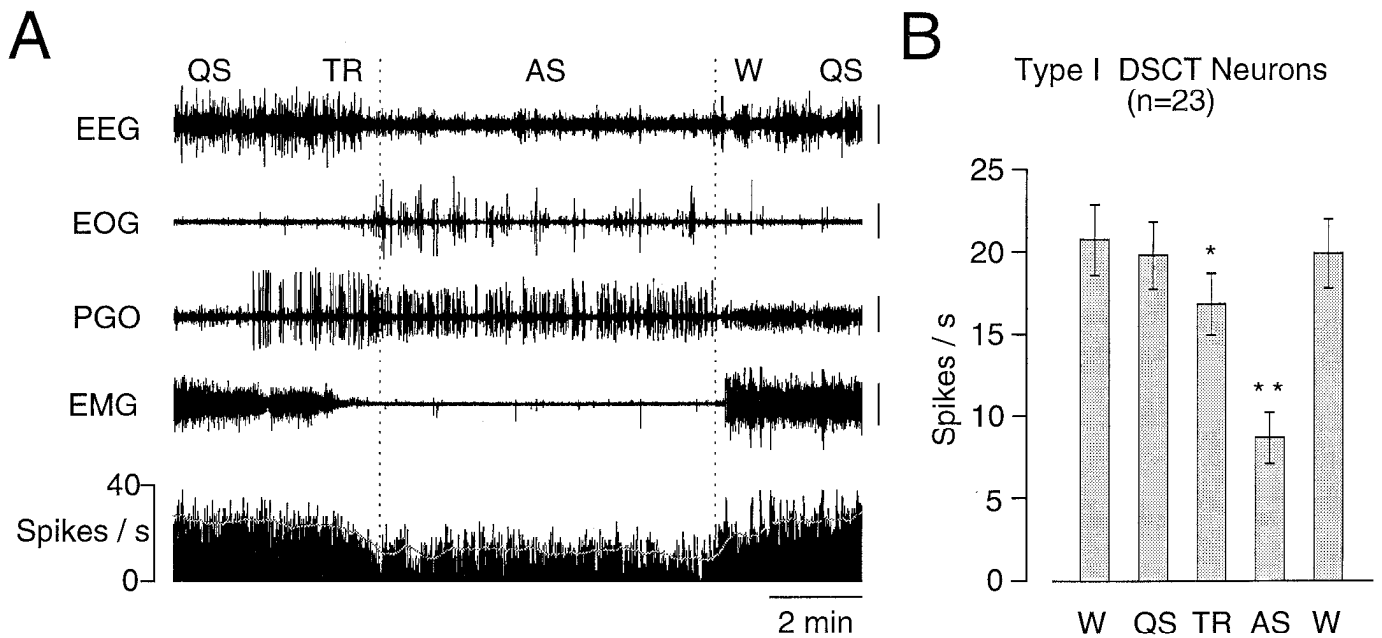 A
QS TR AS W QS
EEG
EOG
PGO
EMG
40
Spikes / s
0
2 min
B
Type I DSCT Neurons
(n=23)
25
20
15
10
5
0
Spikes / s
*
* *
W QS TR AS W